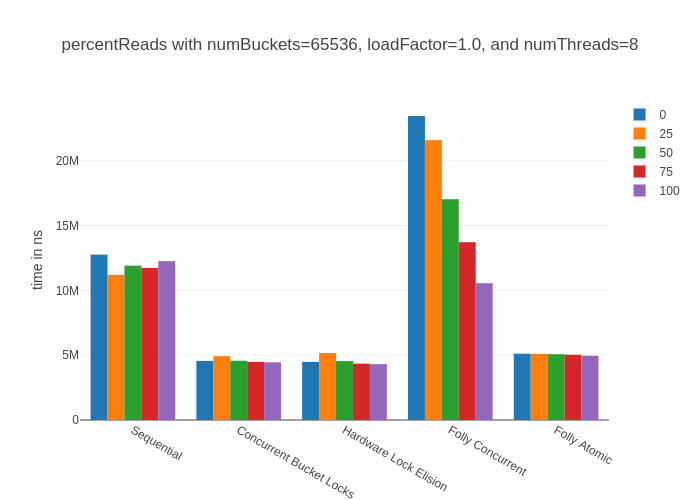 percentReads with numBuckets=65536, loadFactor=1.0, and numThreads=8
0
25
50
75
100
time in ns
20M
15M
10M
5M
0
Sequential
Concurrent Bucket Locks
Hardware Lock Elision
Folly Concurrent
Folly Atomic